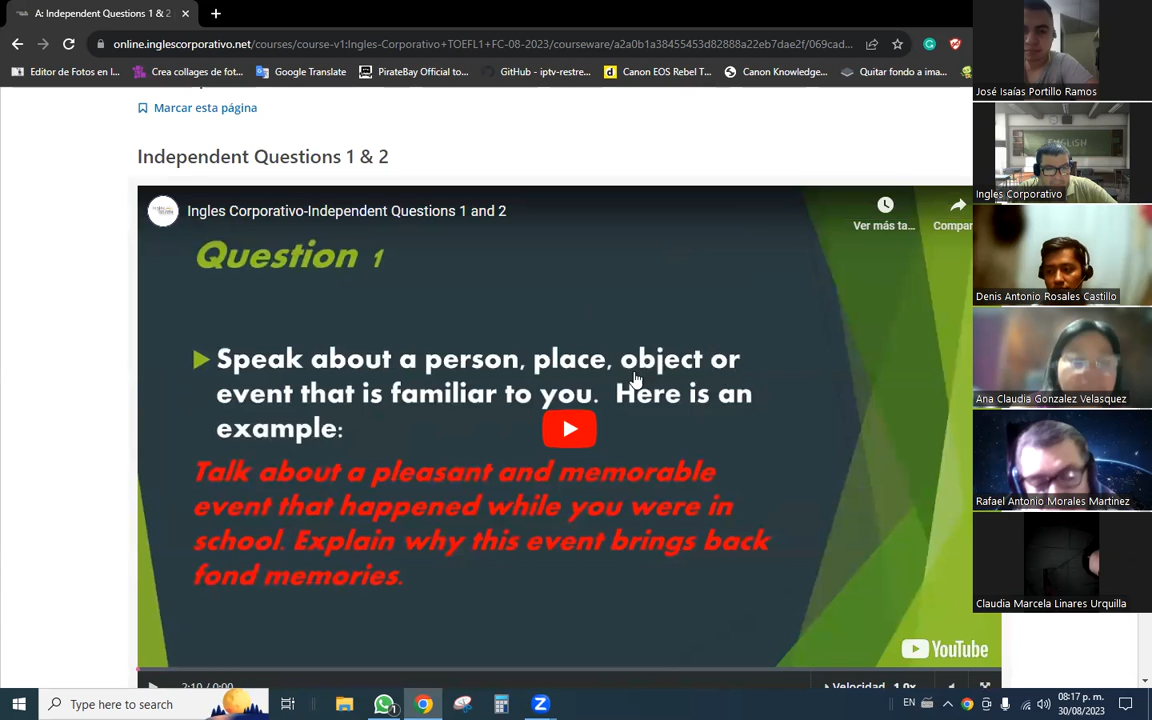 A: Independent Questions 1 & 2
online.inglescorporativo.net/courses/course-v1:Ingles-Corporativo+TOEFL1+FC-08-2023/courseware/a2a0b1a38455453d82888a22eb7dae2f/069cad...
Editor de Fotos en l...
Crea collages de fot...
Google Translate
PirateBay Official to...
GitHub - iptv-restre...
Canon EOS Rebel T...
Canon Knowledge...
Quitar fondo a ima...
Marcar esta página
Independent Questions 1 & 2
Ingles Corporativo-Independent Questions 1 and 2
Ver más ta...
Compar
Question 1
Speak about a person, place, object or
event that is familiar to you. Here is an
example:
Talk about a pleasant and memorable
event that happened while you were in
school. Explain why this event brings back
fond memories.
YouTube
2:10 / 0:00
Velocidad 1.0x
José Isaías Portillo Ramos
ENGLISH
Ingles Corporativo
Denis Antonio Rosales Castillo
Ana Claudia Gonzalez Velasquez
Rafael Antonio Morales Martinez
Claudia Marcela Linares Urquilla
Type here to search
EN
08:17 p. m.
30/08/2023